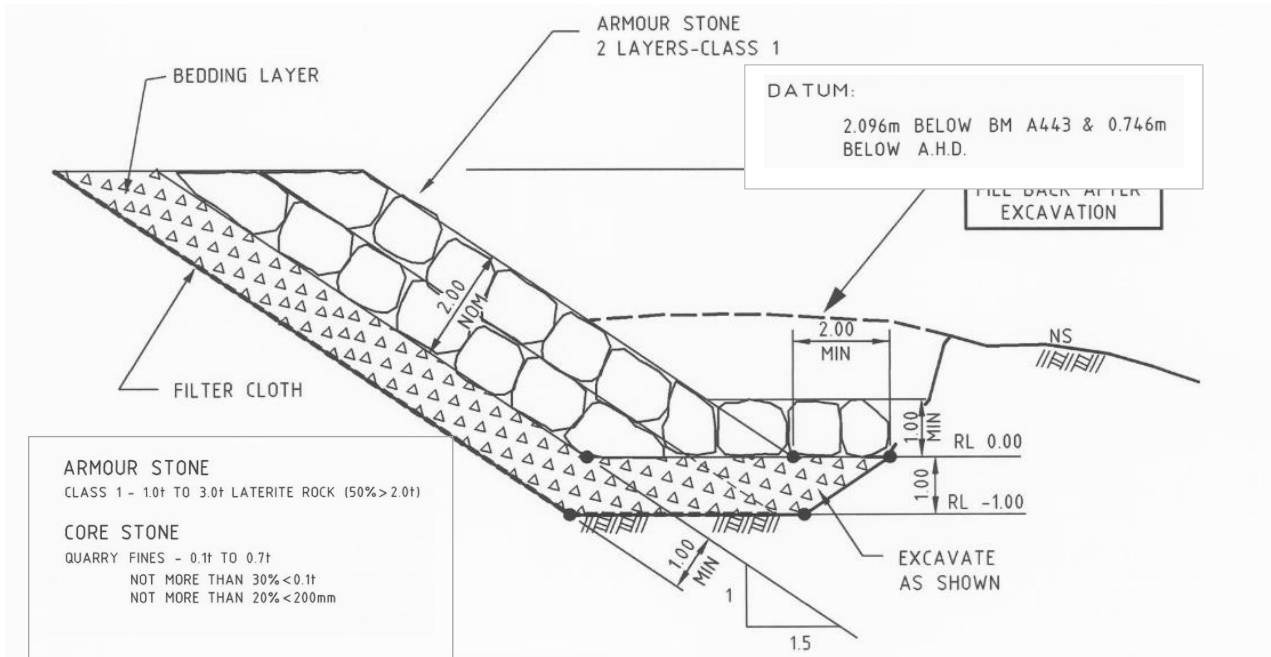 ARMOUR STONE
2 LAYERS-CLASS 1
BEDDING LAYER
DATUM:
2.096m BELOW BM A443 & 0.746m
BELOW A.H.D.
FILL BACK AFTER
EXCAVATION
2.00
NOM
2.00
MIN
NS
FILTER CLOTH
1.00
MIN
RL 0.00
1.00
RL -1.00
ARMOUR STONE
CLASS 1 - 1.0t TO 3.0t LATERITE ROCK (50%>2.0t)
CORE STONE
QUARRY FINES - 0.1t TO 0.7t
NOT MORE THAN 30%<0.1t
NOT MORE THAN 20%<200mm
1.00
MIN
EXCAVATE
AS SHOWN
1
1.5